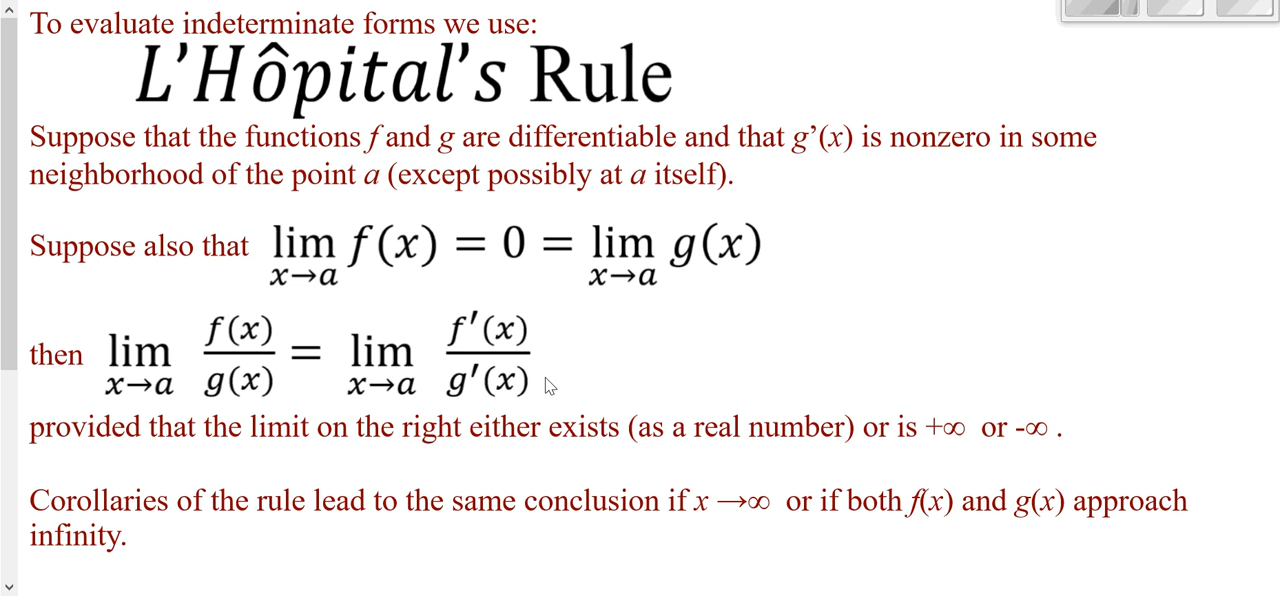 To evaluate indeterminate forms we use:
L'Hôpital's Rule
Suppose that the functions f and g are differentiable and that g’(x) is nonzero in some
neighborhood of the point a (except possibly at a itself).
Suppose also that lim x→a f(x) = 0 = lim x→a g(x)
then lim x→a f(x)/g(x) = lim x→a f'(x)/g'(x)
provided that the limit on the right either exists (as a real number) or is +∞ or -∞ .
Corollaries of the rule lead to the same conclusion if x →∞ or if both f(x) and g(x) approach
infinity.